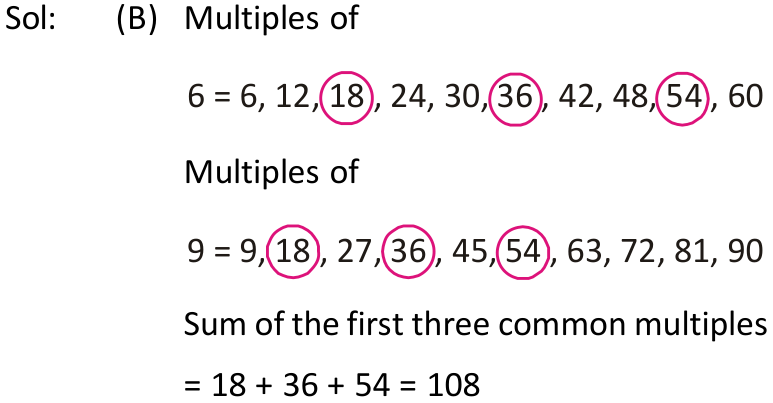 Sol: (B) Multiples of
6 = 6, 12, 18, 24, 30, 36, 42, 48, 54, 60
Multiples of
9 = 9, 18, 27, 36, 45, 54, 63, 72, 81, 90
Sum of the first three common multiples
= 18 + 36 + 54 = 108